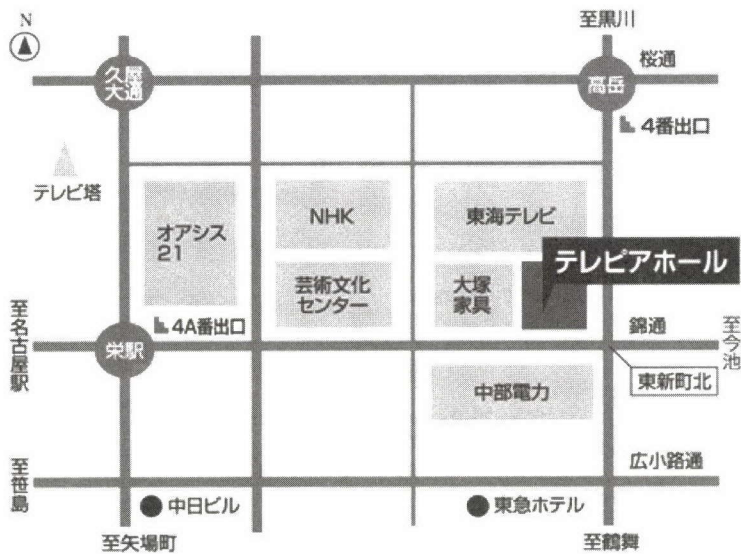 N
至黒川
久屋
大通
高岳
桜通
4番出口
テレビ塔
オアシス
21
NHK
東海テレビ
テレピアホール
芸術文化
センター
大塚
家具
至名古屋駅
4A番出口
栄駅
錦通
至今池
東新町北
中部電力
至笹島
広小路通
中日ビル
東急ホテル
至矢場町
至鶴舞